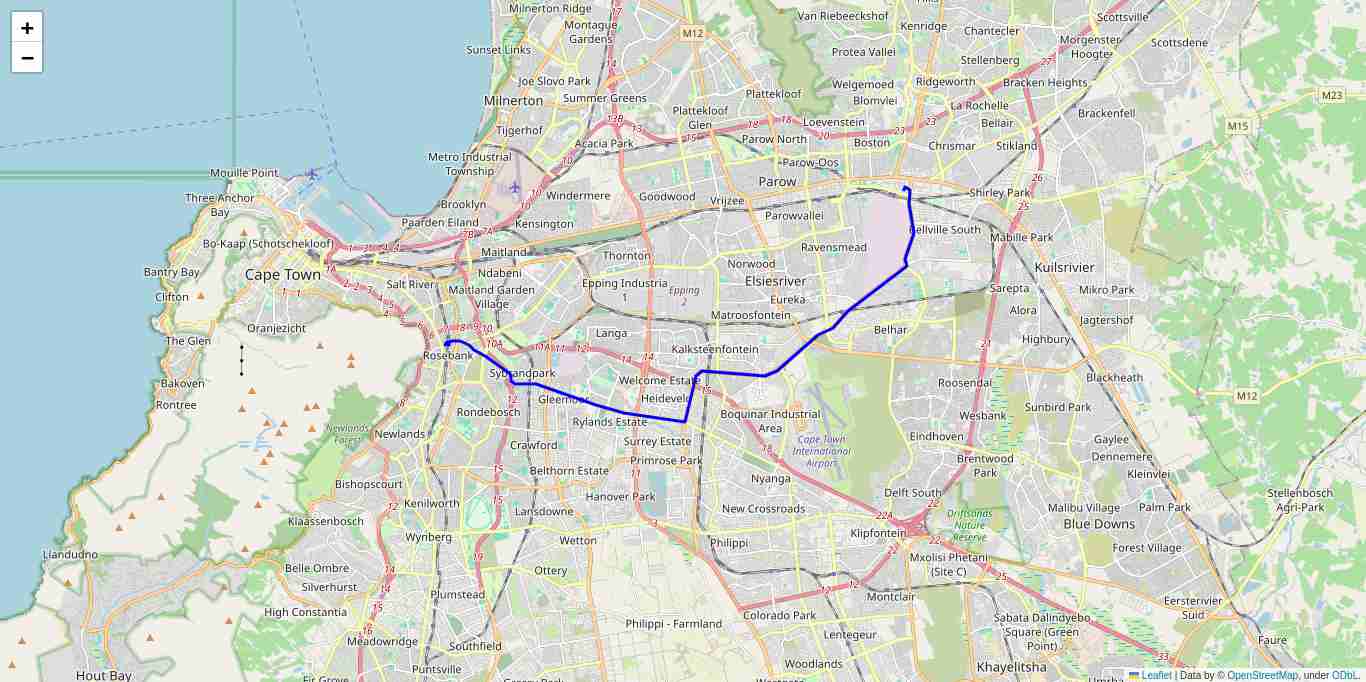 +
−
Milnerton Ridge
Van Riebeeckshof
Scottsville
Montague
Gardens
M12
Kenridge
Chantecler
Morgenster
Hoogte
Scottsdene
Sunset Links
Protea Vallei
Stellenberg
Joe Slovo Park
Welgemoed
Ridgeworth
Bracken Heights
Milnerton
Summer Greens
Plattekloof
Blomvlei
La Rochelle
M23
Plattekloof
Glen
Brackenfell
Tijgerhof
13B
Loevenstein
Bellair
M15
Acacia Park
Parow North
Boston
Chrismar
Stikland
Metro Industrial
Township
Parow-Oos
Mouille Point
Parow
Three Anchor
Bay
Windermere
Goodwood
Vrijzee
Shirley Park
Brooklyn
Parowvallei
Paarden Eiland
Kensington
Bellville South
Bo-Kaap (Schotschekloof)
7B
Mabille Park
Ravensmead
Maitland
Thornton
Norwood
Kuilsrivier
Bantry Bay
Cape Town
Ndabeni
Elsiesriver
Salt River
Epping Industria
1
Epping
2
Sarepta
Mikro Park
Clifton
Maitland Garden
Village
Eureka
Alora
Matroosfontein
Jagtershof
Oranjezicht
Langa
Belhar
The Glen
10A
11A
Highbury
Rosebank
Kalksteenfontein
Sybrandpark
Blackheath
Bakoven
Welcome Estate
Roosendal
Rontree
Gleemoor
Heideveld
M12
Rondebosch
Boquinar Industrial
Area
Wesbank
Sunbird Park
Rylands Estate
Newlands
Forest
Newlands
Eindhoven
Gaylee
Crawford
Surrey Estate
Cape Town
International
Airport
Dennemere
Primrose Park
Brentwood
Park
Belthorn Estate
Kleinvlei
Bishopscourt
Nyanga
Hanover Park
Delft South
Stellenbosch
Agri-Park
Kenilworth
New Crossroads
Malibu Village
Palm Park
Lansdowne
22A
Driftsands
Nature
Reserve
Klaassenbosch
Blue Downs
Wynberg
Wetton
Philippi
Klipfontein
Forest Village
Llandudno
Mxolisi Phetani
(Site C)
Belle Ombre
Ottery
Silverhurst
Plumstead
Montclair
High Constantia
Colorado Park
Eersterivier
Suid
Philippi - Farmland
Sabata Dalindyebo
Square (Green
Point)
Meadowridge
Southfield
Lentegeur
Faure
Puntsville
Woodlands
Khayelitsha
Hout Bay
Leaflet | Data by © OpenStreetMap, under ODbL.